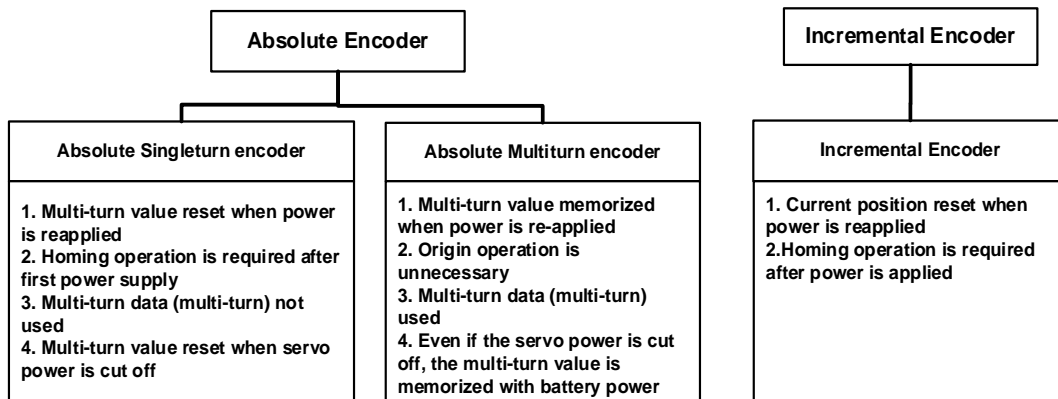 Absolute Encoder
Incremental Encoder
Absolute Singleturn encoder
1. Multi-turn value reset when power
is reapplied
2. Homing operation is required after
first power supply
3. Multi-turn data (multi-turn) not
used
4. Multi-turn value reset when servo
power is cut off
Absolute Multiturn encoder
1. Multi-turn value memorized
when power is re-applied
2. Origin operation is
unnecessary
3. Multi-turn data (multi-turn)
used
4. Even if the servo power is cut
off, the multi-turn value is
memorized with battery power
Incremental Encoder
1. Current position reset when
power is reapplied
2.Homing operation is required
after power is applied